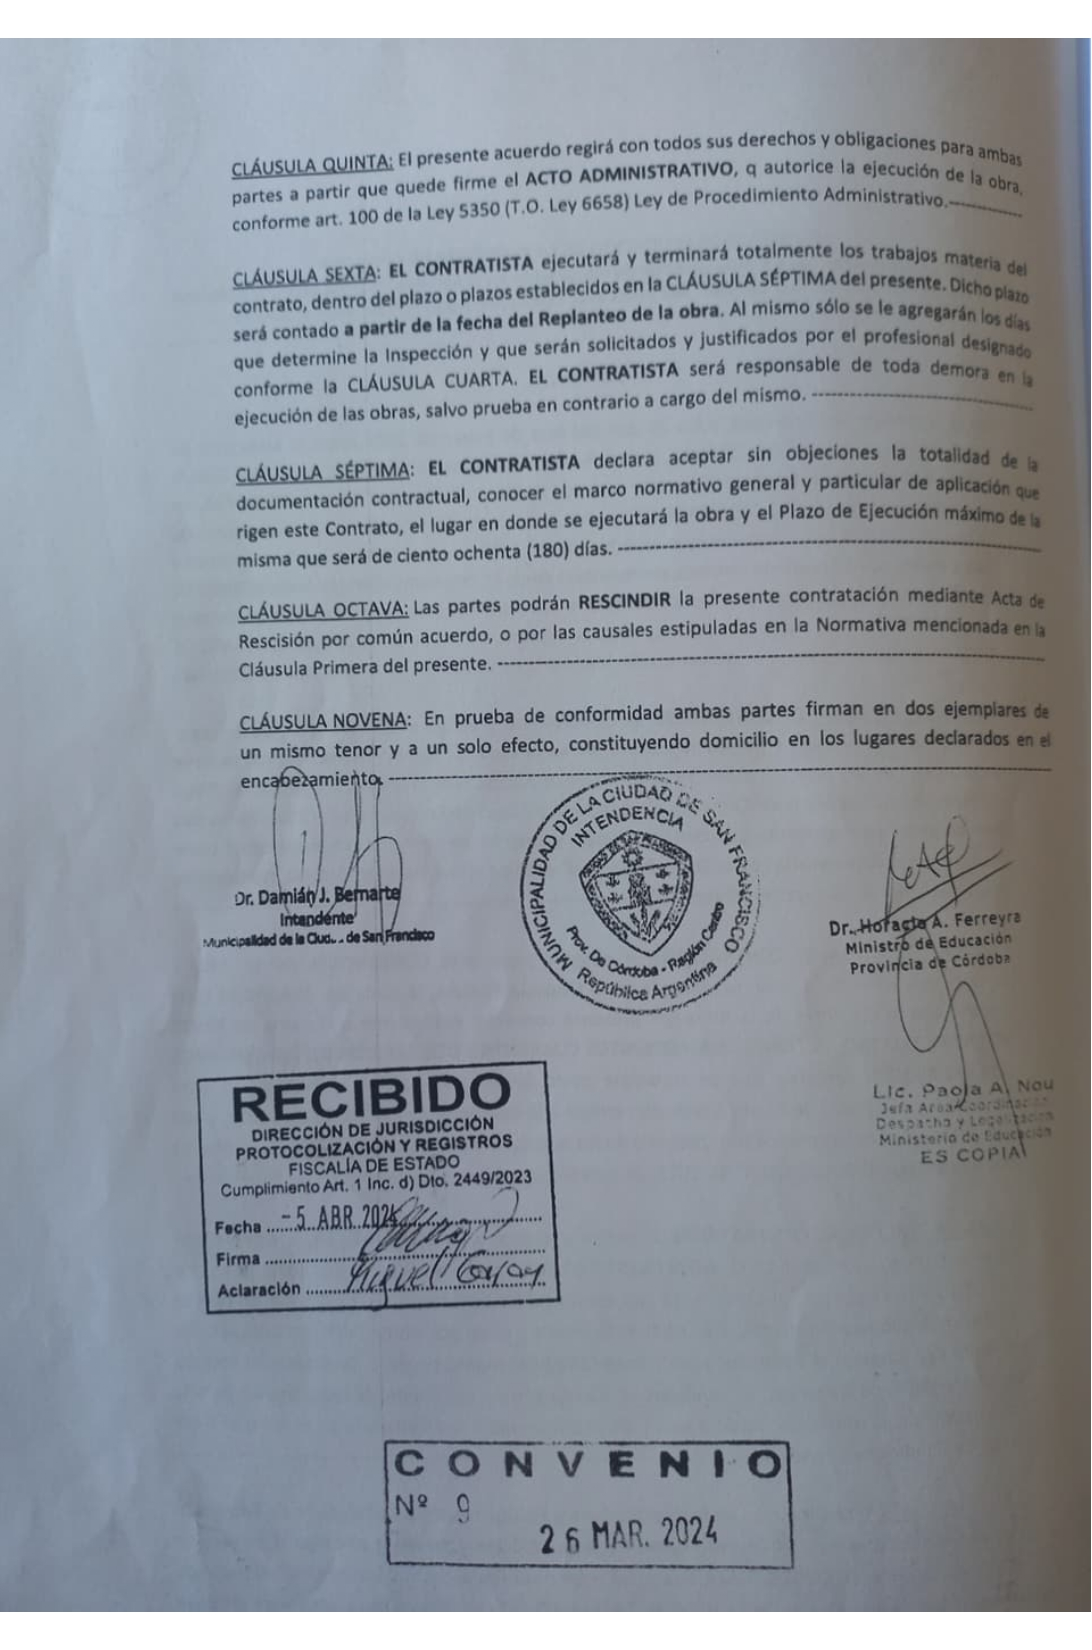 CLÁUSULA QUINTA: El presente acuerdo regirá con todos sus derechos y obligaciones para ambas
partes a partir que quede firme el ACTO ADMINISTRATIVO, q autorice la ejecución de la obra,
conforme art. 100 de la Ley 5350 (T.O. Ley 6658) Ley de Procedimiento Administrativo.------------
CLÁUSULA SEXTA: EL CONTRATISTA ejecutará y terminará totalmente los trabajos materia del
contrato, dentro del plazo o plazos establecidos en la CLÁUSULA SÉPTIMA del presente. Dicho plazo
será contado a partir de la fecha del Replanteo de la obra. Al mismo sólo se le agregarán los días
que determine la Inspección y que serán solicitados y justificados por el profesional designado
conforme la CLÁUSULA CUARTA. EL CONTRATISTA será responsable de toda demora en la
ejecución de las obras, salvo prueba en contrario a cargo del mismo. ------------------------------------
CLÁUSULA SÉPTIMA: EL CONTRATISTA declara aceptar sin objeciones la totalidad de la
documentación contractual, conocer el marco normativo general y particular de aplicación que
rigen este Contrato, el lugar en donde se ejecutará la obra y el Plazo de Ejecución máximo de la
misma que será de ciento ochenta (180) días. ----------------------------------------------------------------------
CLÁUSULA OCTAVA: Las partes podrán RESCINDIR la presente contratación mediante Acta de
Rescisión por común acuerdo, o por las causales estipuladas en la Normativa mencionada en la
Cláusula Primera del presente. ------------------------------------------------------------------------------------------
CLÁUSULA NOVENA: En prueba de conformidad ambas partes firman en dos ejemplares de
un mismo tenor y a un solo efecto, constituyendo domicilio en los lugares declarados en el
encabezamiento. ----------------------------------------------------------------------------------------------------------
Dr. Damián J. Bernarte
Intendente
Municipalidad de la Ciud... de San Francisco
MUNICIPALIDAD DE LA CIUDAD DE SAN FRANCISCO
INTENDENCIA
Prov. De Córdoba - Región Centro
República Argentina
Dr. Horacio A. Ferreyra
Ministro de Educación
Provincia de Córdoba
Lic. Paola A. Nou
Jefa Area Coordinación
Despacho y Legalización
Ministerio de Educación
ES COPIA
RECIBIDO
DIRECCIÓN DE JURISDICCIÓN
PROTOCOLIZACIÓN Y REGISTROS
FISCALÍA DE ESTADO
Cumplimiento Art. 1 Inc. d) Dto. 2449/2023
Fecha - 5 ABR. 2024
Firma
Aclaración Miguel
CONVENIO
Nº 9
26 MAR. 2024